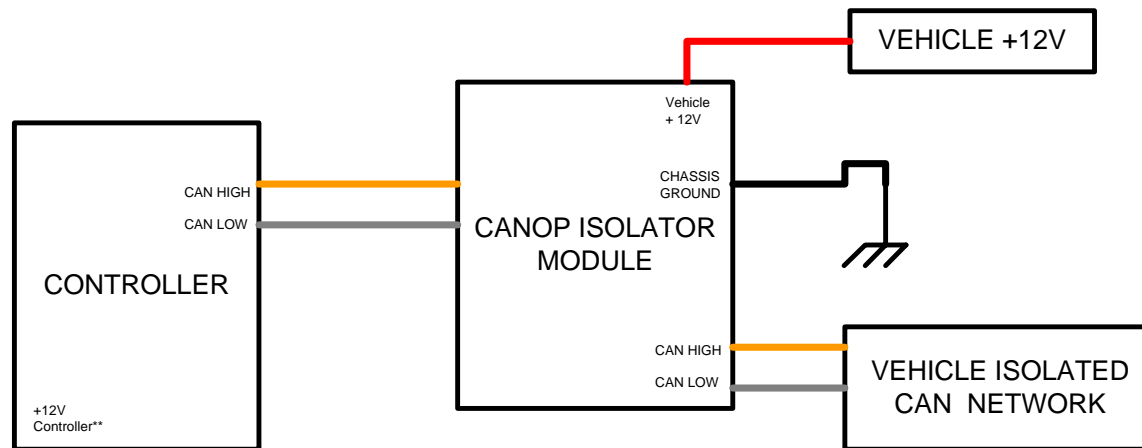 VEHICLE +12V
Vehicle
+ 12V
CAN HIGH
CAN LOW
CHASSIS
GROUND
CANOP ISOLATOR
MODULE
CONTROLLER
CAN HIGH
CAN LOW
VEHICLE ISOLATED
CAN NETWORK
+12V
Controller**